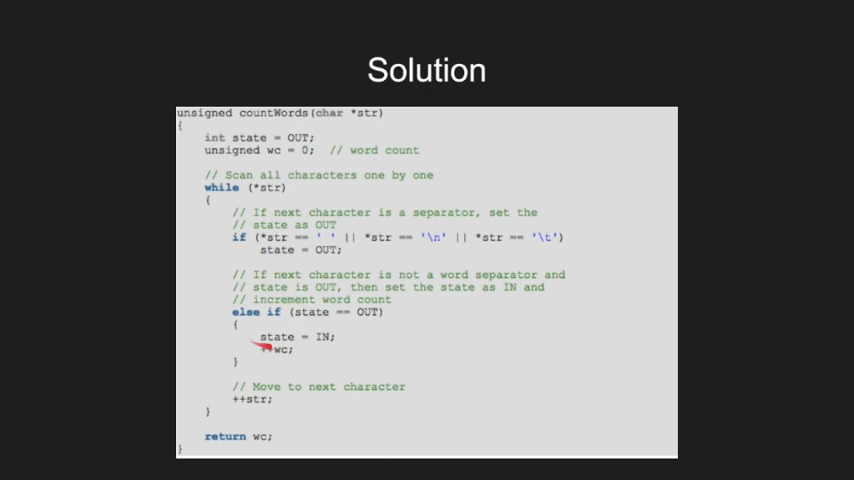 Solution
unsigned countWords(char *str)
{
int state = OUT;
unsigned wc = 0; // word count
// Scan all characters one by one
while (*str)
{
// If next character is a separator, set the
// state as OUT
if (*str == ' ' || *str == '\n' || *str == '\t')
state = OUT;
// If next character is not a word separator and
// state is OUT, then set the state as IN and
// increment word count
else if (state == OUT)
{
state = IN;
++wc;
}
// Move to next character
++str;
}
return wc;
}